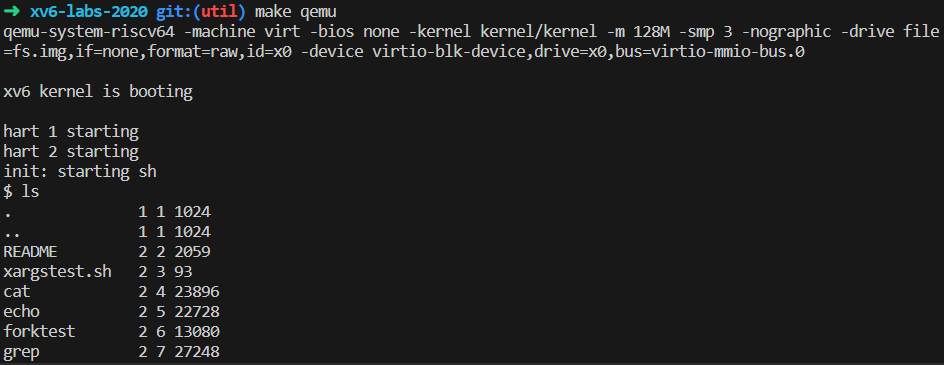 ➜ xv6-labs-2020 git:(util) make qemu
qemu-system-riscv64 -machine virt -bios none -kernel kernel/kernel -m 128M -smp 3 -nographic -drive file
=fs.img,if=none,format=raw,id=x0 -device virtio-blk-device,drive=x0,bus=virtio-mmio-bus.0
xv6 kernel is booting
hart 1 starting
hart 2 starting
init: starting sh
$ ls
. 1 1 1024
.. 1 1 1024
README 2 2 2059
xargstest.sh 2 3 93
cat 2 4 23896
echo 2 5 22728
forktest 2 6 13080
grep 2 7 27248